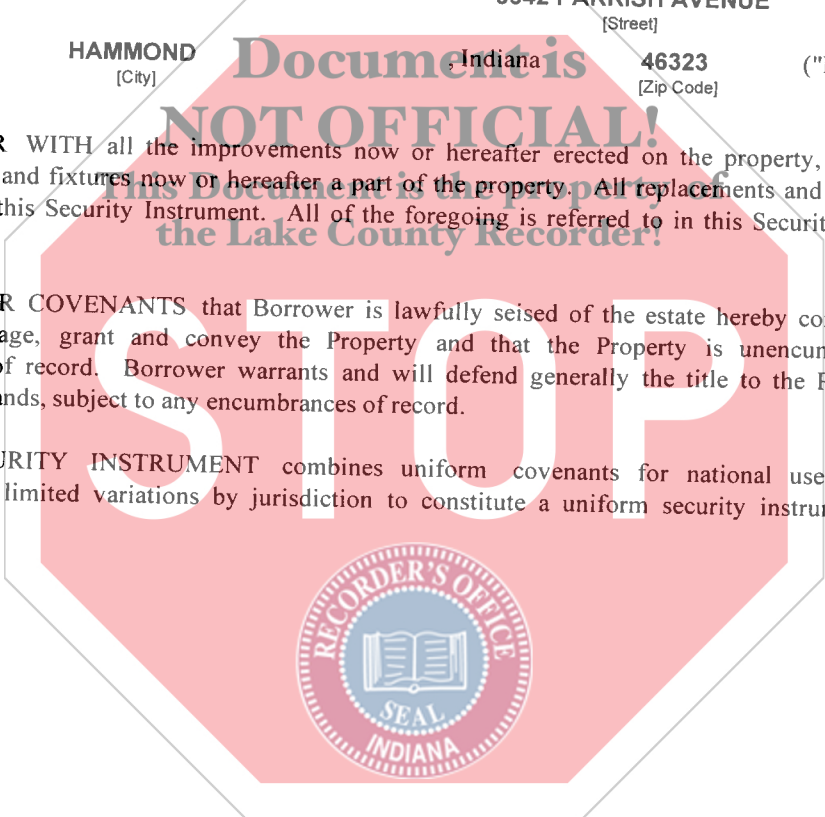 PARRISH AVENUE
[Street]
HAMMOND , Indiana 46323 ("
[City] [Zip Code]
Document is
NOT OFFICIAL!
This Document is the property of
the Lake County Recorder!
R WITH all the improvements now or hereafter erected on the property,
and fixtures now or hereafter a part of the property. All replacements and
this Security Instrument. All of the foregoing is referred to in this Securit
R COVENANTS that Borrower is lawfully seised of the estate hereby co
age, grant and convey the Property and that the Property is unencum
of record. Borrower warrants and will defend generally the title to the P
ands, subject to any encumbrances of record.
STOP
URITY INSTRUMENT combines uniform covenants for national use
limited variations by jurisdiction to constitute a uniform security instrum
RECORDER'S OFFICE
SEAL
INDIANA